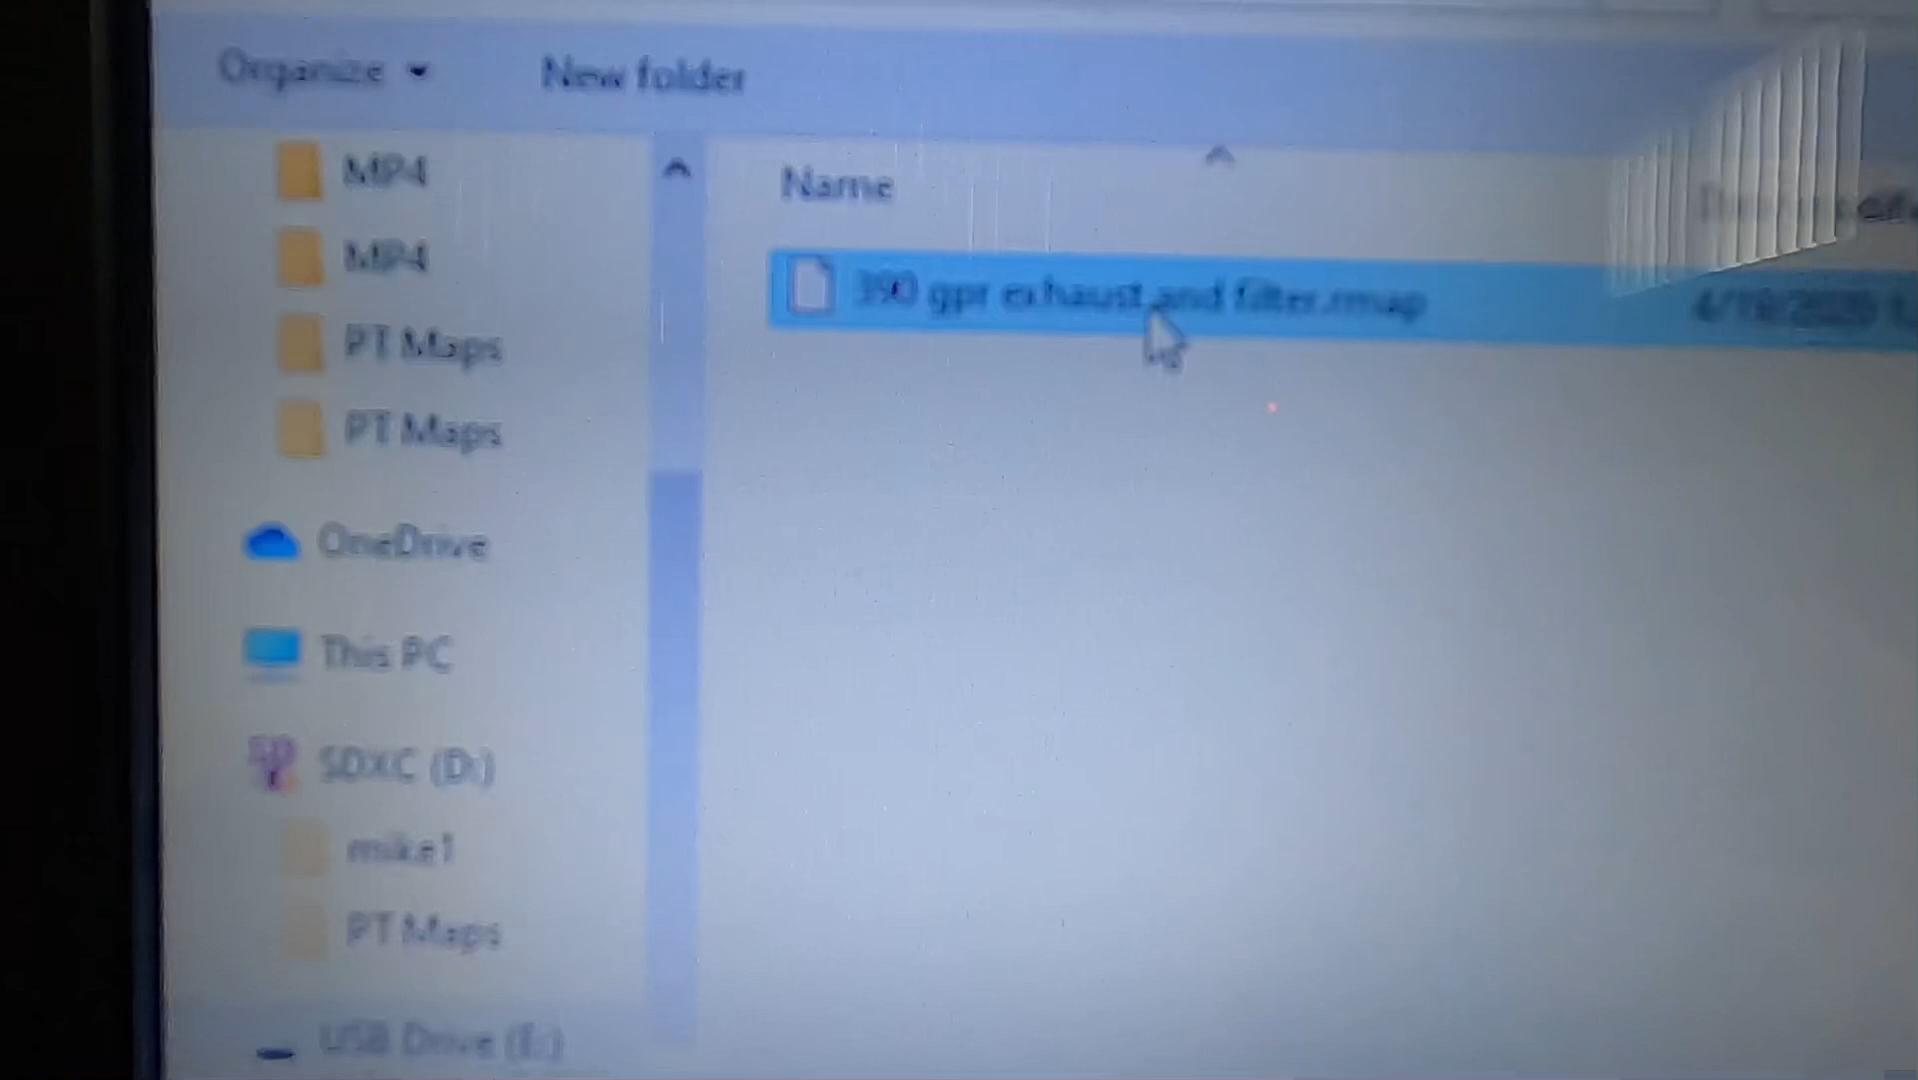 Organize New folder
MP4
MP4
PT Maps
PT Maps
OneDrive
This PC
SDXC (D:)
mike1
PT Maps
USB Drive (E:)
Name
390 gpr exhaust and filter.rmap